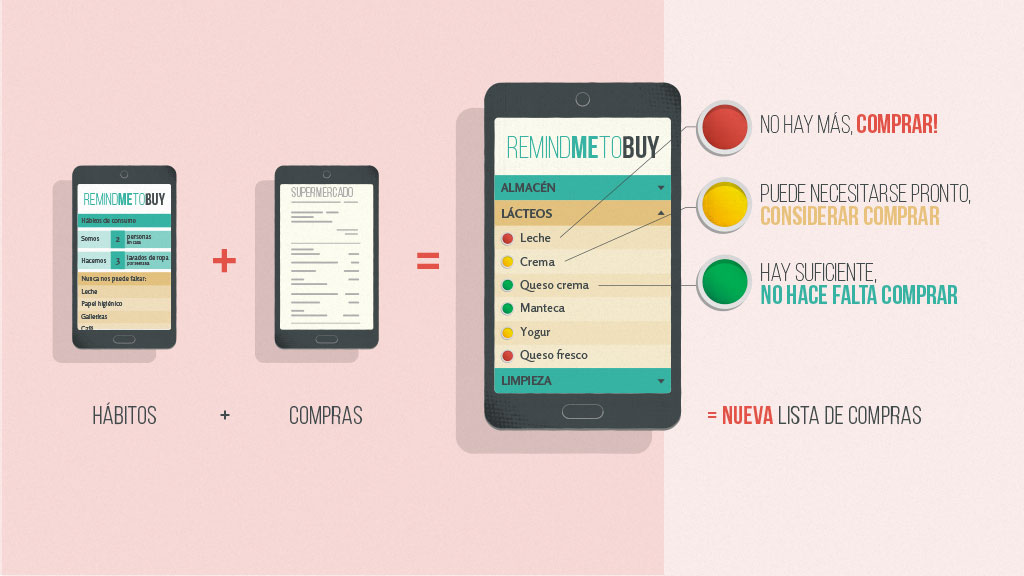 REMINDMETOBUY
Hábitos de consumo
Somos 2 personas
en casa
Hacemos 3 lavados de ropa
por semana
Nunca nos puede faltar:
Leche
Papel higiénico
Galletitas
Café
+
SUPERMERCADO
=
REMINDMETOBUY
ALMACÉN
LÁCTEOS
Leche
Crema
Queso crema
Manteca
Yogur
Queso fresco
LIMPIEZA
NO HAY MÁS, COMPRAR!
PUEDE NECESITARSE PRONTO,
CONSIDERAR COMPRAR
HAY SUFICIENTE,
NO HACE FALTA COMPRAR
HÁBITOS + COMPRAS = NUEVA LISTA DE COMPRAS